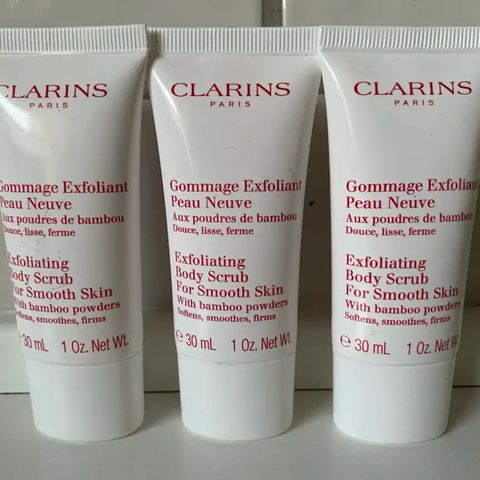 CLARINS
PARIS
Gommage Exfoliant
Peau Neuve
Aux poudres de bambou
Douce, lisse, ferme
Exfoliating
Body Scrub
For Smooth Skin
With bamboo powders
Softens, smoothes, firms
℮ 30 mL 1 Oz. Net Wt.
CLARINS
PARIS
Gommage Exfoliant
Peau Neuve
Aux poudres de bambou
Douce, lisse, ferme
Exfoliating
Body Scrub
For Smooth Skin
With bamboo powders
Softens, smoothes, firms
℮ 30 mL 1 Oz. Net Wt.
CLARINS
PARIS
Gommage Exfoliant
Peau Neuve
Aux poudres de bambou
Douce, lisse, ferme
Exfoliating
Body Scrub
For Smooth Skin
With bamboo powders
Softens, smoothes, firms
℮ 30 mL 1 Oz. Net Wt.